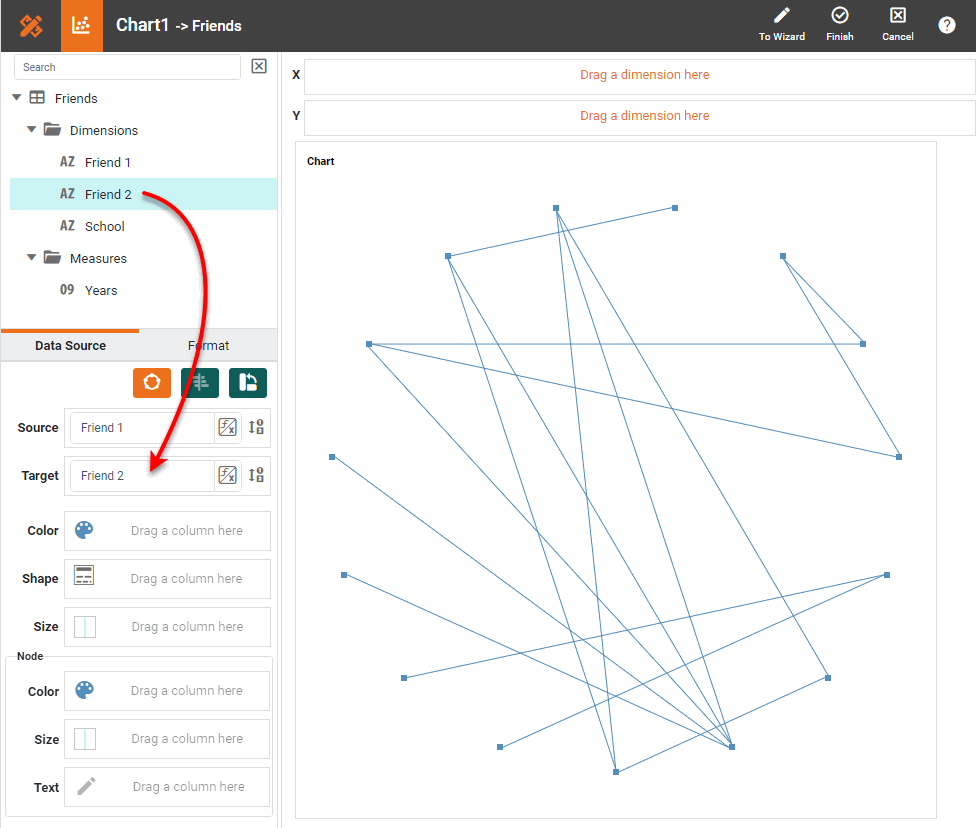 Chart1 -> Friends
To Wizard
Finish
Cancel
?
Search
Friends
Dimensions
AZ Friend 1
AZ Friend 2
AZ School
Measures
09 Years
Data Source Format
Source Friend 1
Target Friend 2
Color Drag a column here
Shape Drag a column here
Size Drag a column here
Node
Color Drag a column here
Size Drag a column here
Text Drag a column here
X Drag a dimension here
Y Drag a dimension here
Chart